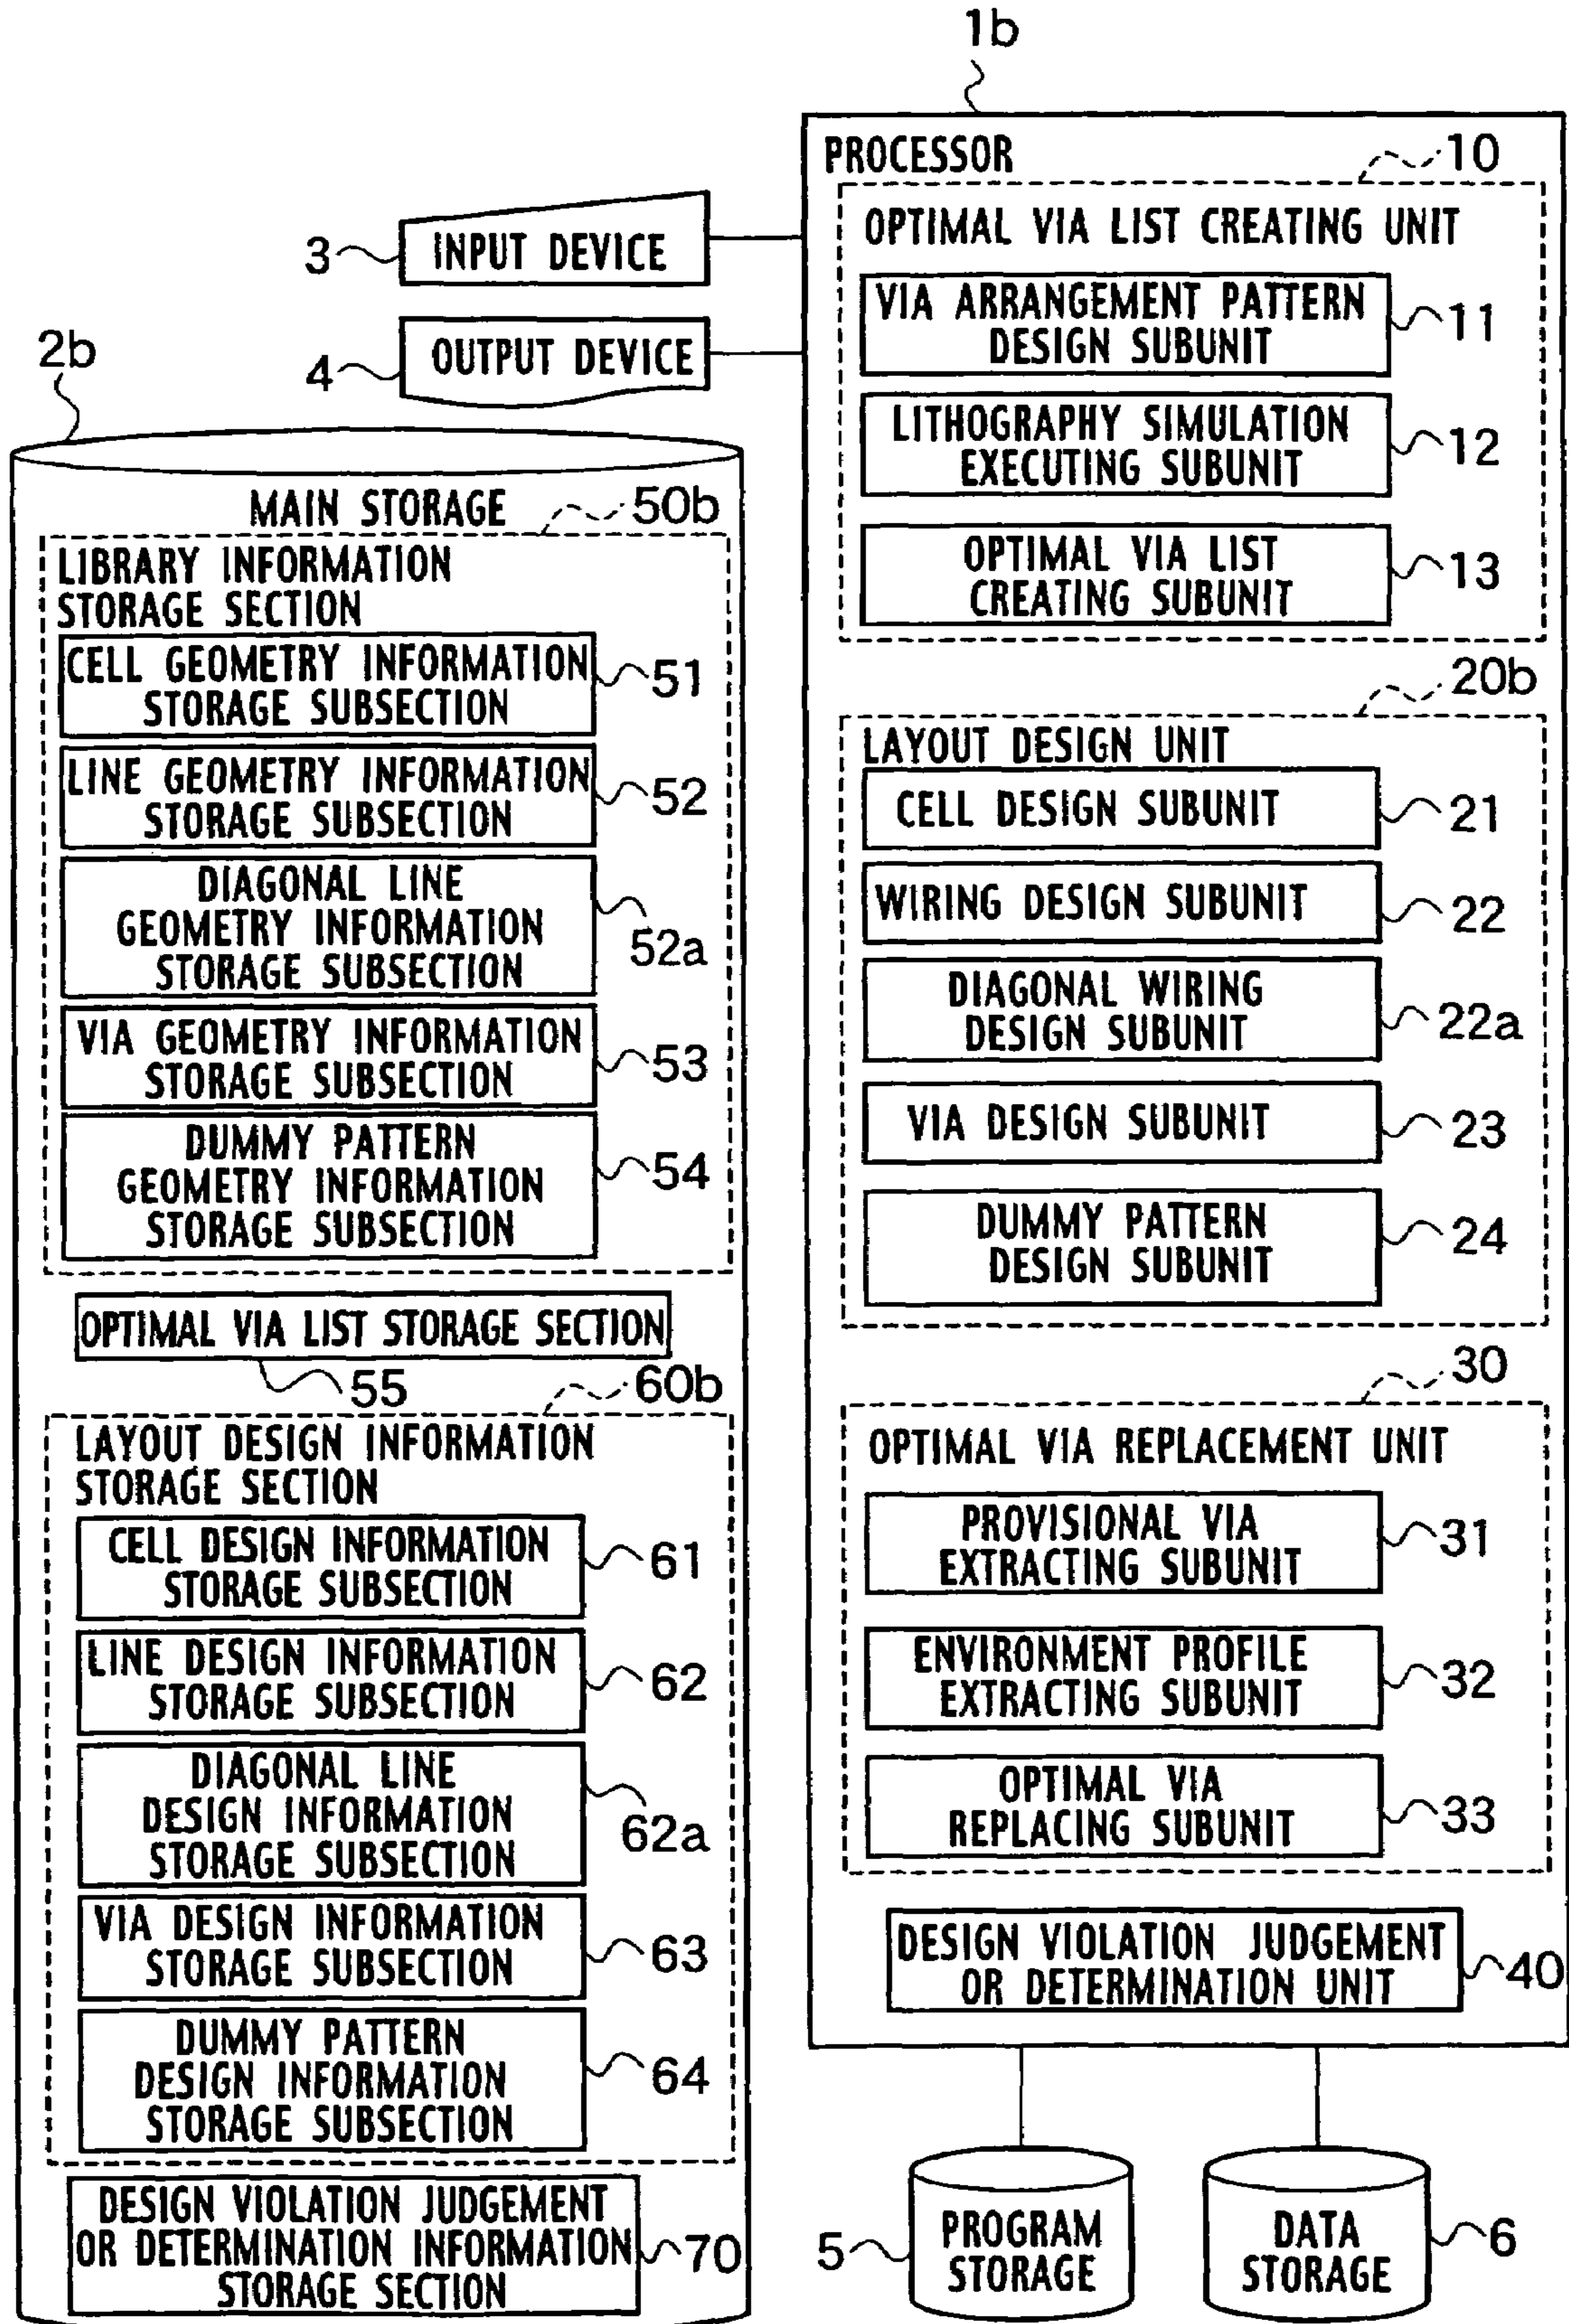 1b
PROCESSOR
10
OPTIMAL VIA LIST CREATING UNIT
VIA ARRANGEMENT PATTERN
DESIGN SUBUNIT
11
LITHOGRAPHY SIMULATION
EXECUTING SUBUNIT
12
OPTIMAL VIA LIST
CREATING SUBUNIT
13
20b
LAYOUT DESIGN UNIT
CELL DESIGN SUBUNIT
21
WIRING DESIGN SUBUNIT
22
DIAGONAL WIRING
DESIGN SUBUNIT
22a
VIA DESIGN SUBUNIT
23
DUMMY PATTERN
DESIGN SUBUNIT
24
30
OPTIMAL VIA REPLACEMENT UNIT
PROVISIONAL VIA
EXTRACTING SUBUNIT
31
ENVIRONMENT PROFILE
EXTRACTING SUBUNIT
32
OPTIMAL VIA
REPLACING SUBUNIT
33
DESIGN VIOLATION JUDGEMENT
OR DETERMINATION UNIT
40
3
INPUT DEVICE
4
OUTPUT DEVICE
2b
MAIN STORAGE
50b
LIBRARY INFORMATION
STORAGE SECTION
CELL GEOMETRY INFORMATION
STORAGE SUBSECTION
51
LINE GEOMETRY INFORMATION
STORAGE SUBSECTION
52
DIAGONAL LINE
GEOMETRY INFORMATION
STORAGE SUBSECTION
52a
VIA GEOMETRY INFORMATION
STORAGE SUBSECTION
53
DUMMY PATTERN
GEOMETRY INFORMATION
STORAGE SUBSECTION
54
OPTIMAL VIA LIST STORAGE SECTION
55
60b
LAYOUT DESIGN INFORMATION
STORAGE SECTION
CELL DESIGN INFORMATION
STORAGE SUBSECTION
61
LINE DESIGN INFORMATION
STORAGE SUBSECTION
62
DIAGONAL LINE
DESIGN INFORMATION
STORAGE SUBSECTION
62a
VIA DESIGN INFORMATION
STORAGE SUBSECTION
63
DUMMY PATTERN
DESIGN INFORMATION
STORAGE SUBSECTION
64
DESIGN VIOLATION JUDGEMENT
OR DETERMINATION INFORMATION
STORAGE SECTION
70
5
PROGRAM
STORAGE
DATA
STORAGE
6